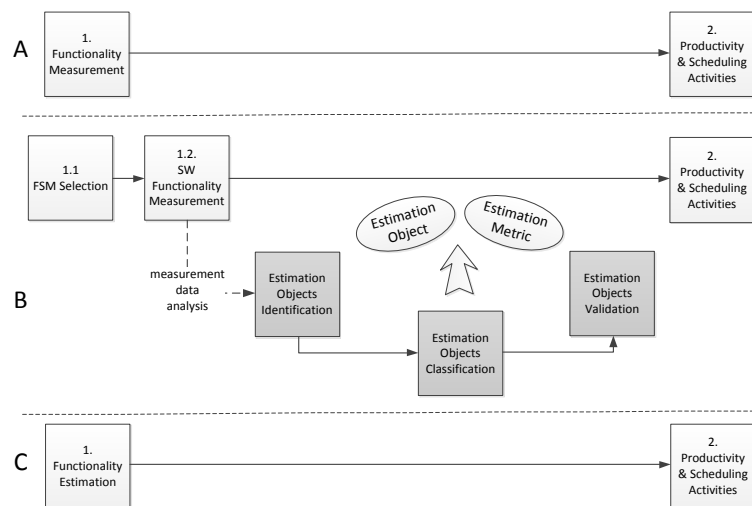 A
1.
Functionality
Measurement
2.
Productivity
& Scheduling
Activities
1.1
FSM Selection
1.2.
SW
Functionality
Measurement
2.
Productivity
& Scheduling
Activities
Estimation
Object
Estimation
Metric
B
measurement
data
analysis
Estimation
Objects
Identification
Estimation
Objects
Classification
Estimation
Objects
Validation
C
1.
Functionality
Estimation
2.
Productivity
& Scheduling
Activities